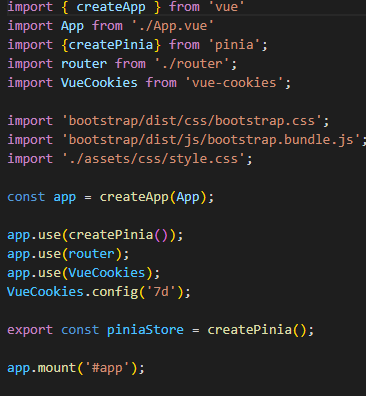 import { createApp } from 'vue'
import App from './App.vue'
import {createPinia} from 'pinia';
import router from './router';
import VueCookies from 'vue-cookies';
import 'bootstrap/dist/css/bootstrap.css';
import 'bootstrap/dist/js/bootstrap.bundle.js';
import './assets/css/style.css';
const app = createApp(App);
app.use(createPinia());
app.use(router);
app.use(VueCookies);
VueCookies.config('7d');
export const piniaStore = createPinia();
app.mount('#app');